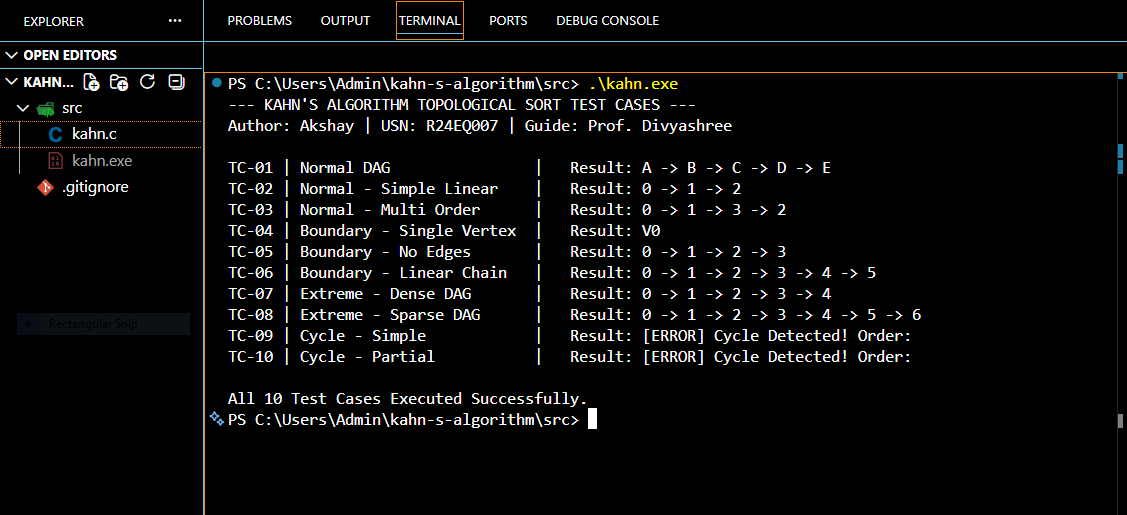 EXPLORER ···
PROBLEMS OUTPUT TERMINAL PORTS DEBUG CONSOLE
OPEN EDITORS
KAHN...
src
C kahn.c
kahn.exe
.gitignore
Rectangular Snip
PS C:\Users\Admin\kahn-s-algorithm\src> .\kahn.exe
--- KAHN'S ALGORITHM TOPOLOGICAL SORT TEST CASES ---
Author: Akshay | USN: R24EQ007 | Guide: Prof. Divyashree
TC-01 | Normal DAG | Result: A -> B -> C -> D -> E
TC-02 | Normal - Simple Linear | Result: 0 -> 1 -> 2
TC-03 | Normal - Multi Order | Result: 0 -> 1 -> 3 -> 2
TC-04 | Boundary - Single Vertex | Result: V0
TC-05 | Boundary - No Edges | Result: 0 -> 1 -> 2 -> 3
TC-06 | Boundary - Linear Chain | Result: 0 -> 1 -> 2 -> 3 -> 4 -> 5
TC-07 | Extreme - Dense DAG | Result: 0 -> 1 -> 2 -> 3 -> 4
TC-08 | Extreme - Sparse DAG | Result: 0 -> 1 -> 2 -> 3 -> 4 -> 5 -> 6
TC-09 | Cycle - Simple | Result: [ERROR] Cycle Detected! Order:
TC-10 | Cycle - Partial | Result: [ERROR] Cycle Detected! Order:
All 10 Test Cases Executed Successfully.
PS C:\Users\Admin\kahn-s-algorithm\src>